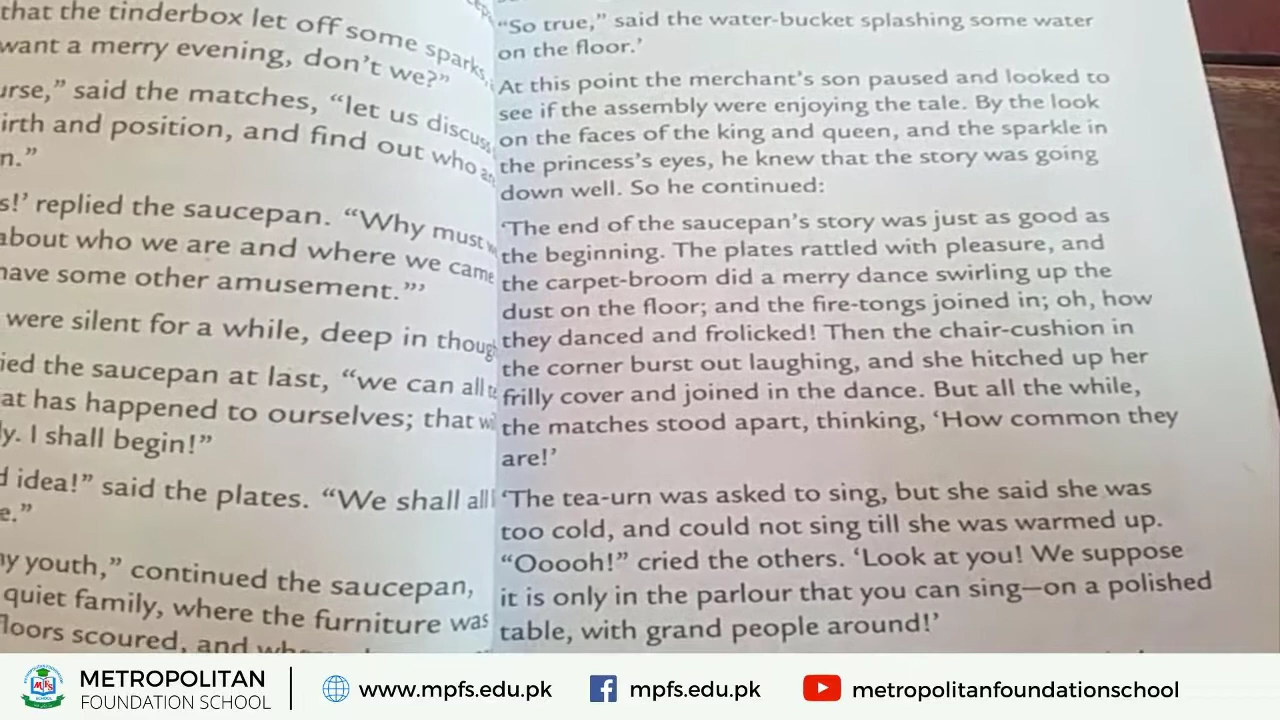 that the tinderbox let off some sparks,
want a merry evening, don't we?"
said the matches, "let us discuss
and position, and find out who
replied the saucepan. "Why must
about who we are and where we came
have some other amusement."'
were silent for a while, deep in
the saucepan at last, "we can all
has happened to ourselves; that
I shall begin!"
idea!" said the plates. "We shall all
youth," continued the saucepan,
quiet family, where the furniture was
floors scoured, and
"So true," said the water-bucket splashing some water
on the floor.'
At this point the merchant's son paused and looked to
see if the assembly were enjoying the tale. By the look
on the faces of the king and queen, and the sparkle in
the princess's eyes, he knew that the story was going
down well. So he continued:
'The end of the saucepan's story was just as good as
the beginning. The plates rattled with pleasure, and
the carpet-broom did a merry dance swirling up the
dust on the floor; and the fire-tongs joined in; oh, how
they danced and frolicked! Then the chair-cushion in
the corner burst out laughing, and she hitched up her
frilly cover and joined in the dance. But all the while,
the matches stood apart, thinking, 'How common they
are!'
'The tea-urn was asked to sing, but she said she was
too cold, and could not sing till she was warmed up.
"Ooooh!" cried the others. 'Look at you! We suppose
it is only in the parlour that you can sing—on a polished
table, with grand people around!'
METROPOLITAN
FOUNDATION SCHOOL
www.mpfs.edu.pk
mpfs.edu.pk
metropolitanfoundationschool